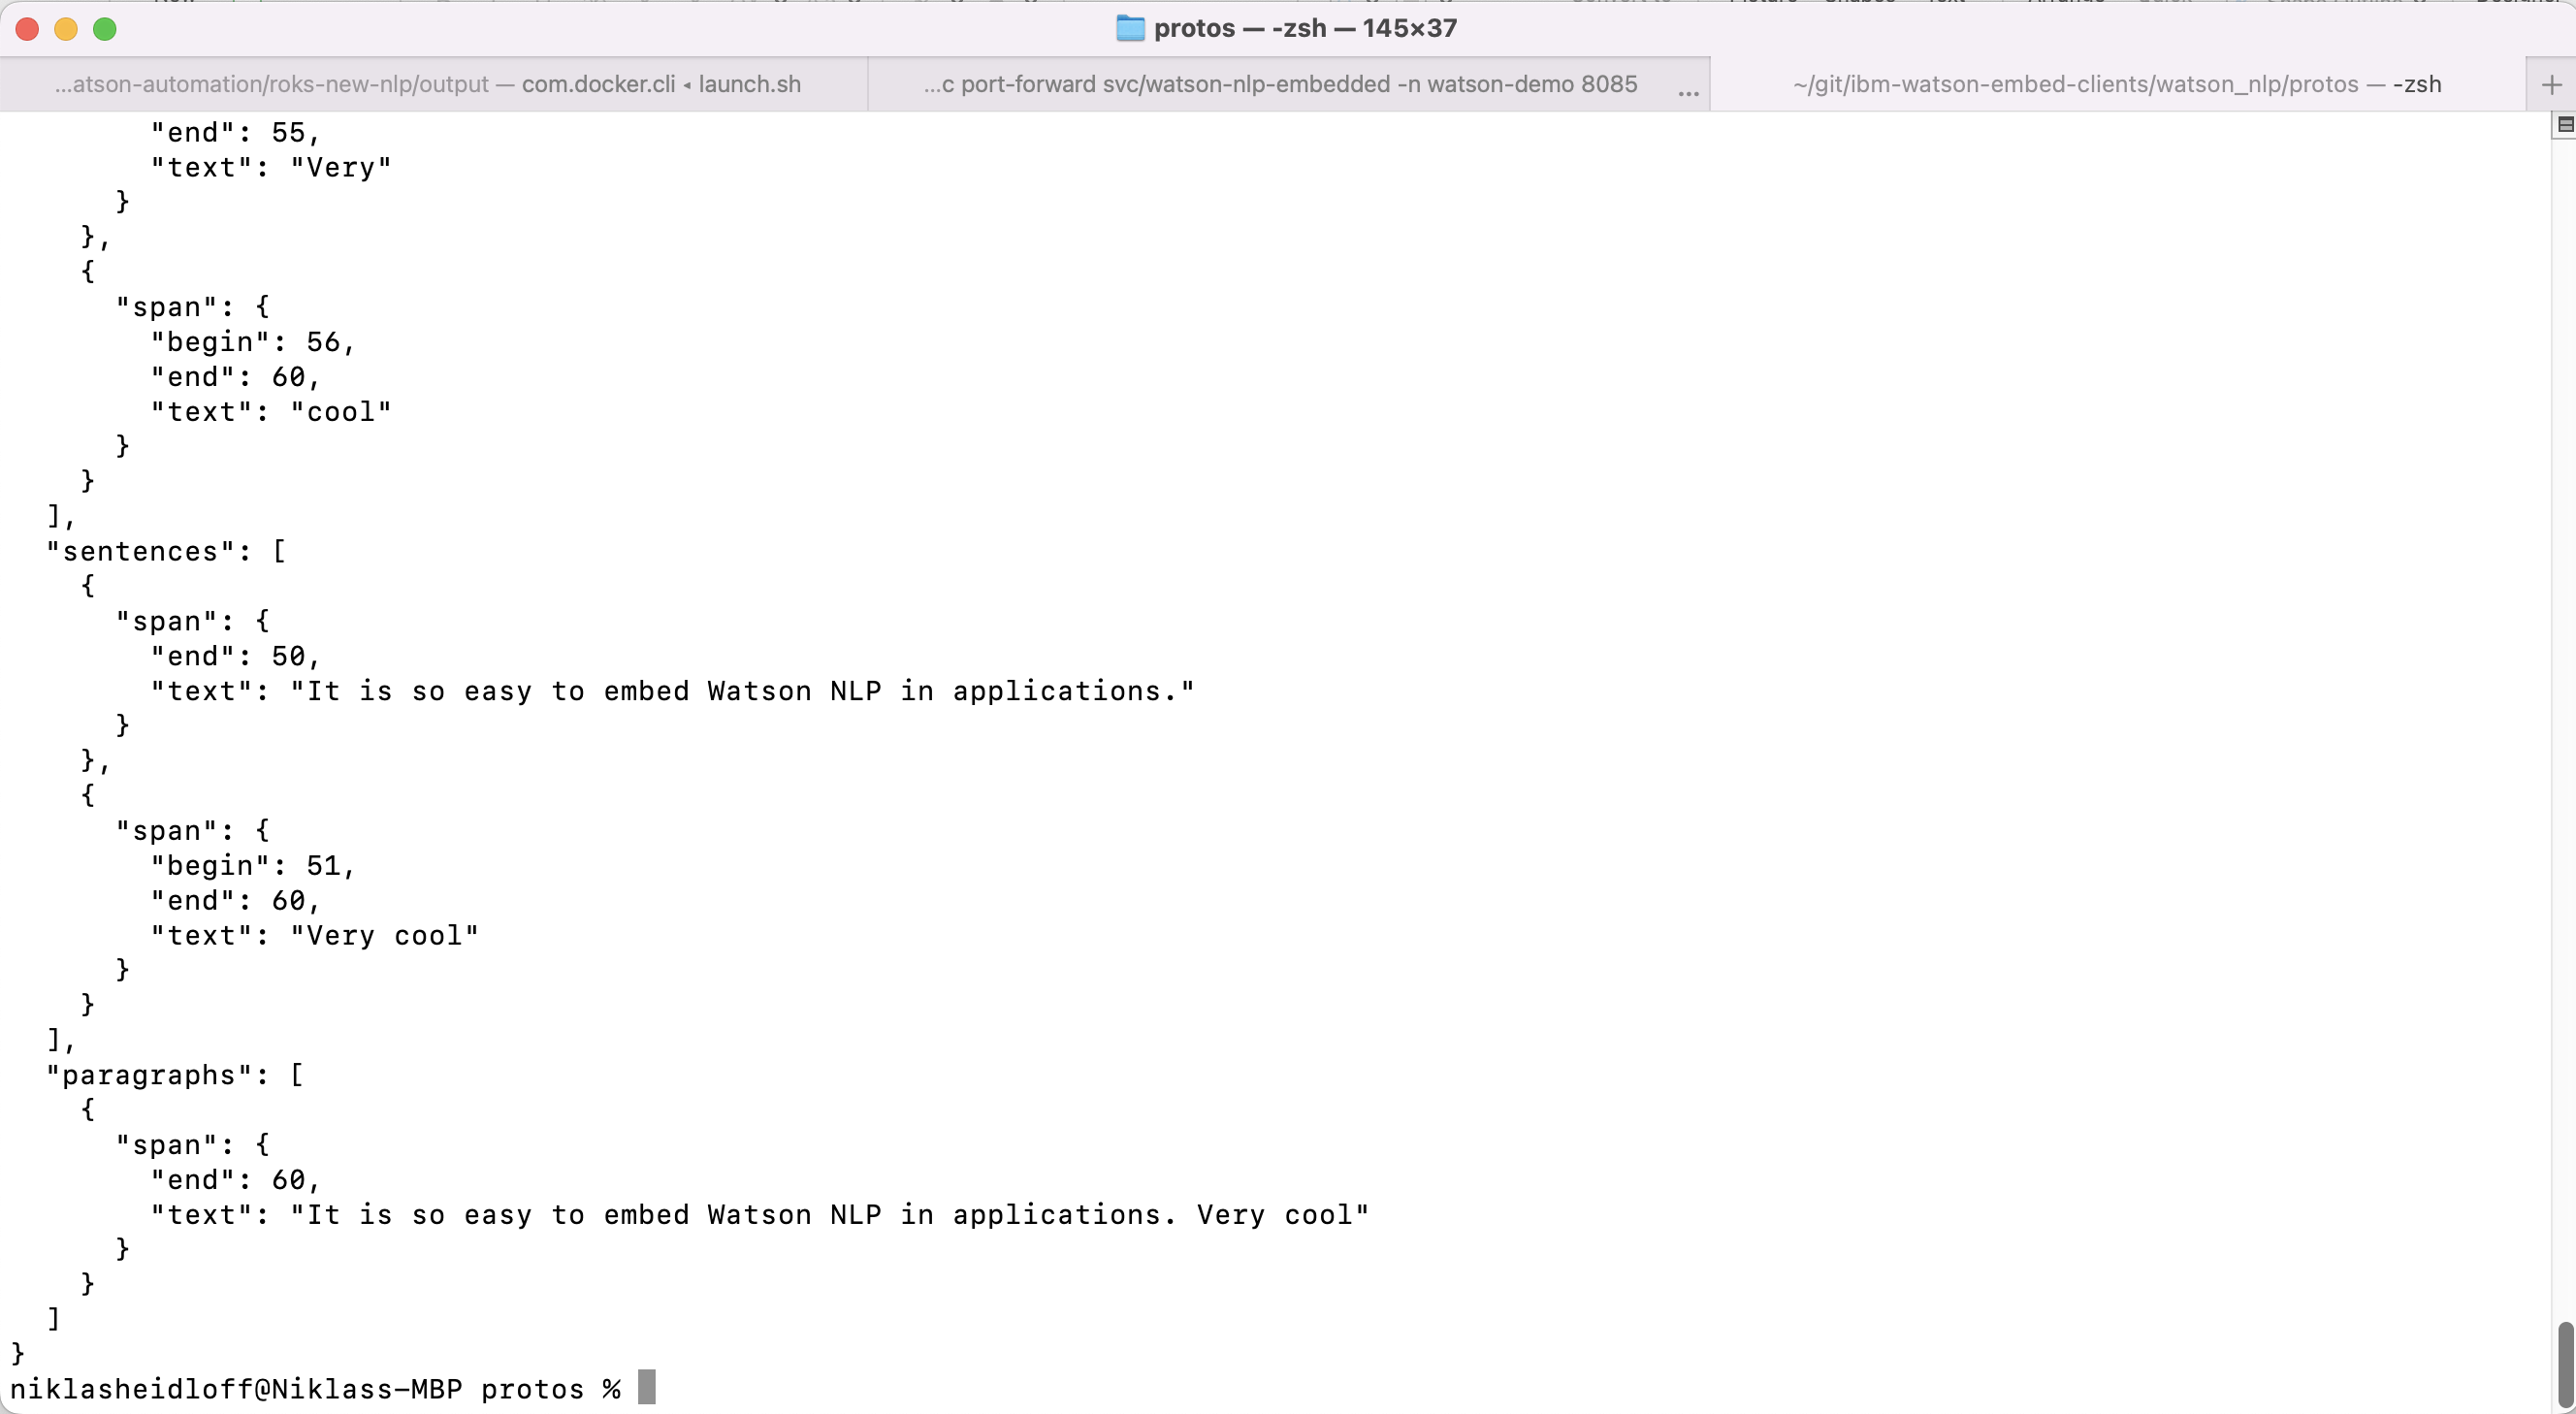 protos — -zsh — 145×37
...atson-automation/roks-new-nlp/output — com.docker.cli ◂ launch.sh
...c port-forward svc/watson-nlp-embedded -n watson-demo 8085 ...
~/git/ibm-watson-embed-clients/watson_nlp/protos — -zsh
+
        "end": 55,
        "text": "Very"
      }
    },
    {
      "span": {
        "begin": 56,
        "end": 60,
        "text": "cool"
      }
    }
  ],
  "sentences": [
    {
      "span": {
        "end": 50,
        "text": "It is so easy to embed Watson NLP in applications."
      }
    },
    {
      "span": {
        "begin": 51,
        "end": 60,
        "text": "Very cool"
      }
    }
  ],
  "paragraphs": [
    {
      "span": {
        "end": 60,
        "text": "It is so easy to embed Watson NLP in applications. Very cool"
      }
    }
  ]
}
niklasheidloff@Niklass-MBP protos %